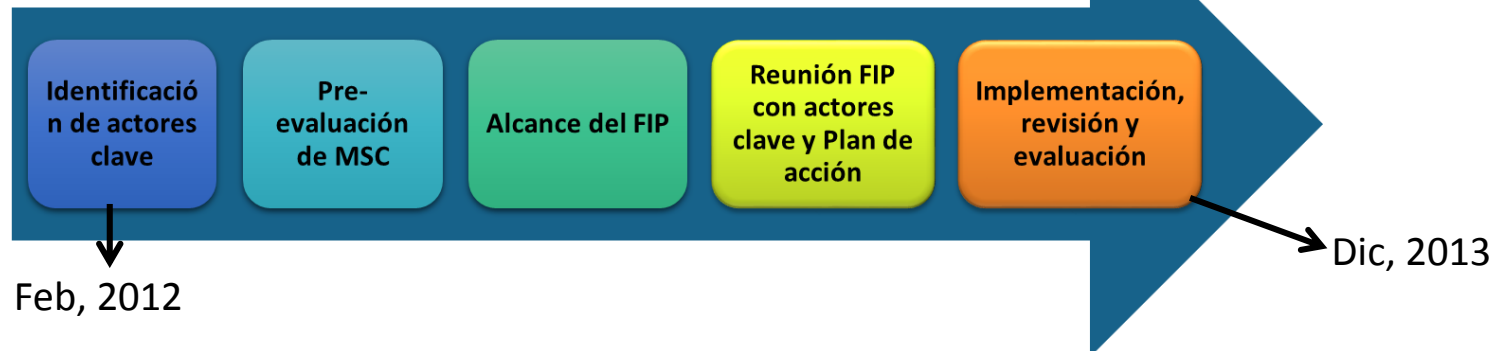 Identificació
n de actores
clave
Pre-
evaluación
de MSC
Alcance del FIP
Reunión FIP
con actores
clave y Plan de
acción
Implementación,
revisión y
evaluación
Feb, 2012
Dic, 2013